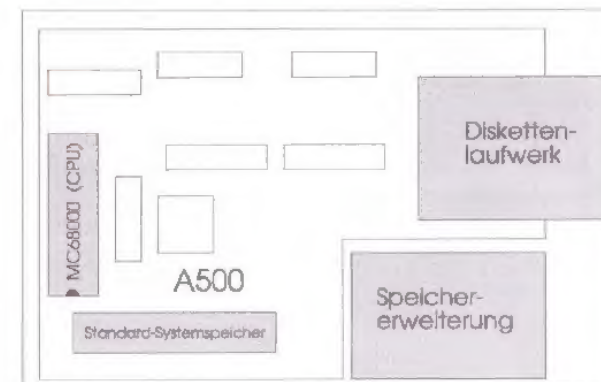 Disketten-
laufwerk
MC68000 (CPU)
A500
Speicher-
erweiterung
Standard-Systemspeicher